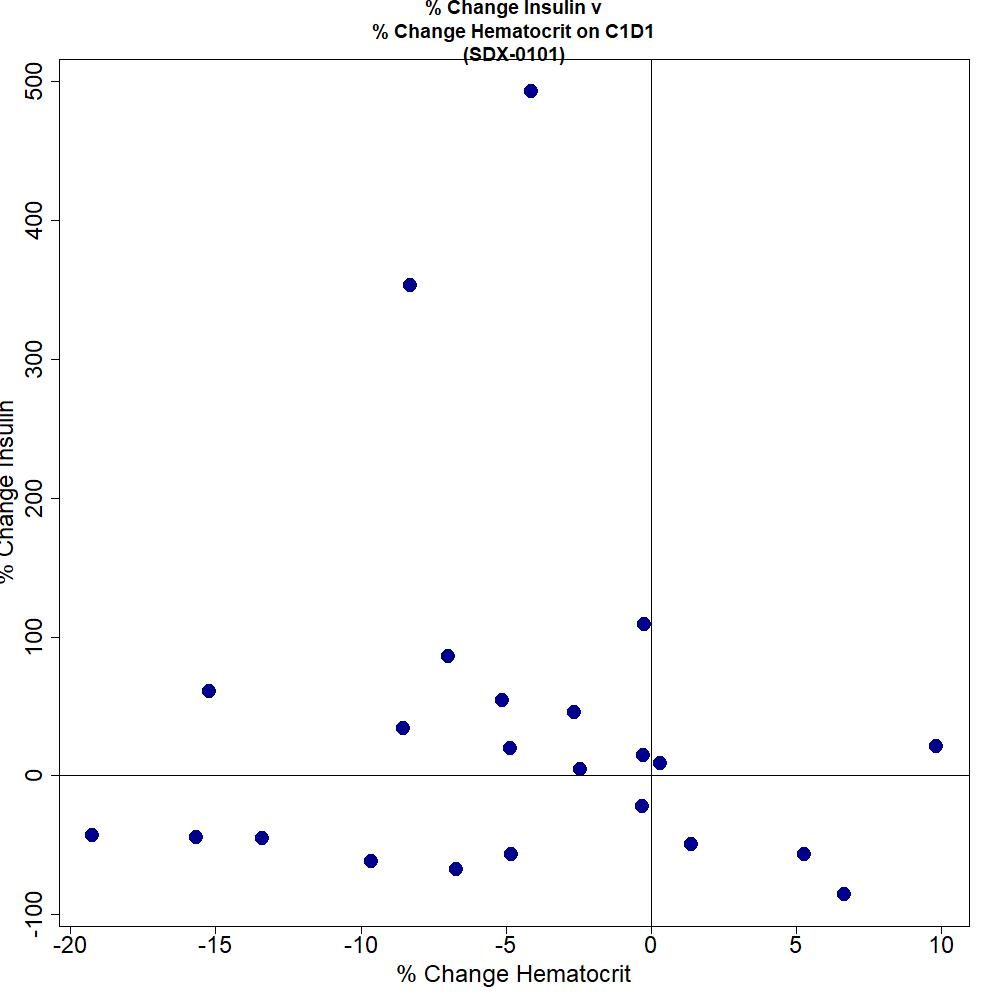 % Change Insulin v
% Change Hematocrit on C1D1
(SDX-0101)
% Change Insulin
500
400
300
200
100
0
-100
-20 -15 -10 -5 0 5 10
% Change Hematocrit